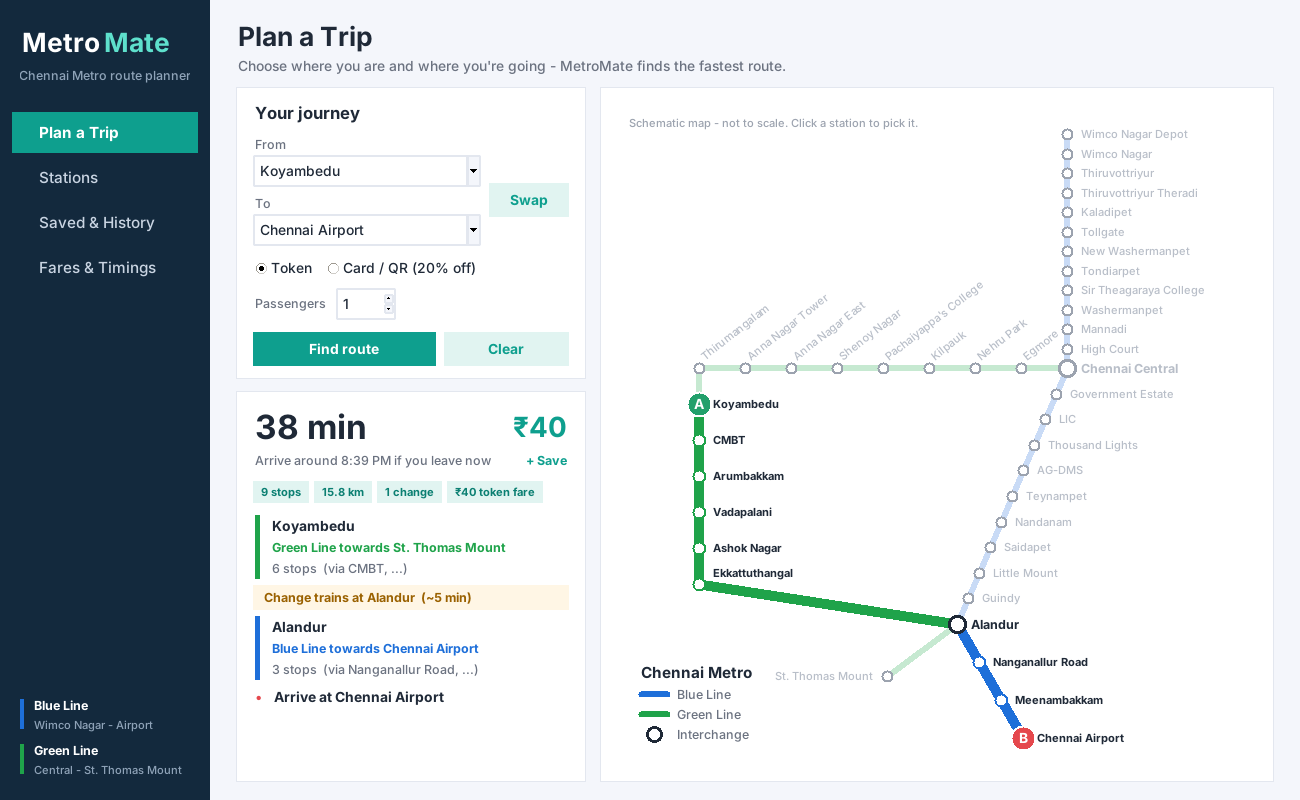 MetroMate
Chennai Metro route planner
Plan a Trip
Stations
Saved & History
Fares & Timings
Blue Line
Wimco Nagar - Airport
Green Line
Central - St. Thomas Mount
Plan a Trip
Choose where you are and where you're going - MetroMate finds the fastest route.
Your journey
From
Koyambedu
To
Chennai Airport
Swap
Token
Card / QR (20% off)
Passengers
1
Find route
Clear
38 min
₹40
Arrive around 8:39 PM if you leave now
+ Save
9 stops
15.8 km
1 change
₹40 token fare
Koyambedu
Green Line towards St. Thomas Mount
6 stops (via CMBT, ...)
Change trains at Alandur (~5 min)
Alandur
Blue Line towards Chennai Airport
3 stops (via Nanganallur Road, ...)
• Arrive at Chennai Airport
Schematic map - not to scale. Click a station to pick it.
Wimco Nagar Depot
Wimco Nagar
Thiruvottriyur
Thiruvottriyur Theradi
Kaladipet
Tollgate
New Washermanpet
Tondiarpet
Sir Theagaraya College
Washermanpet
Mannadi
High Court
Chennai Central
Thirumangalam
Anna Nagar Tower
Anna Nagar East
Shenoy Nagar
Pachaiyappa's College
Kilpauk
Nehru Park
Egmore
Government Estate
LIC
Thousand Lights
AG-DMS
Teynampet
Nandanam
Saidapet
Little Mount
Guindy
A Koyambedu
CMBT
Arumbakkam
Vadapalani
Ashok Nagar
Ekkattuthangal
Alandur
St. Thomas Mount
Nanganallur Road
Meenambakkam
B Chennai Airport
Chennai Metro
Blue Line
Green Line
Interchange